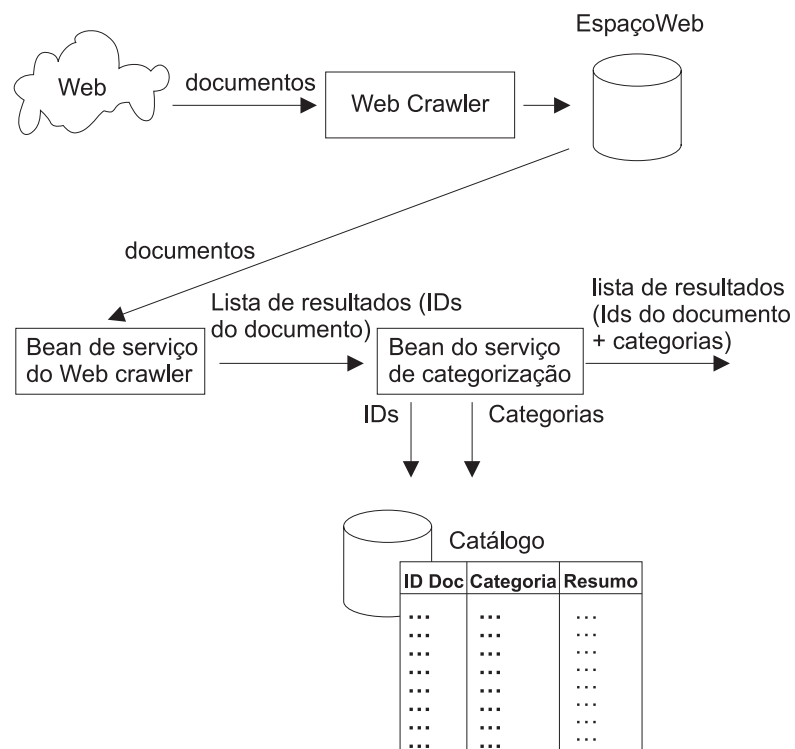 EspaçoWeb
Web
documentos
Web Crawler
documentos
Lista de resultados (IDs
do documento)
lista de resultados
(Ids do documento
+ categorias)
Bean de serviço
do Web crawler
Bean do serviço
de categorização
IDs
Categorias
Catálogo
ID Doc Categoria Resumo
... ... ...
... ... ...
... ... ...
... ... ...
... ... ...
... ... ...
... ... ...
... ... ...